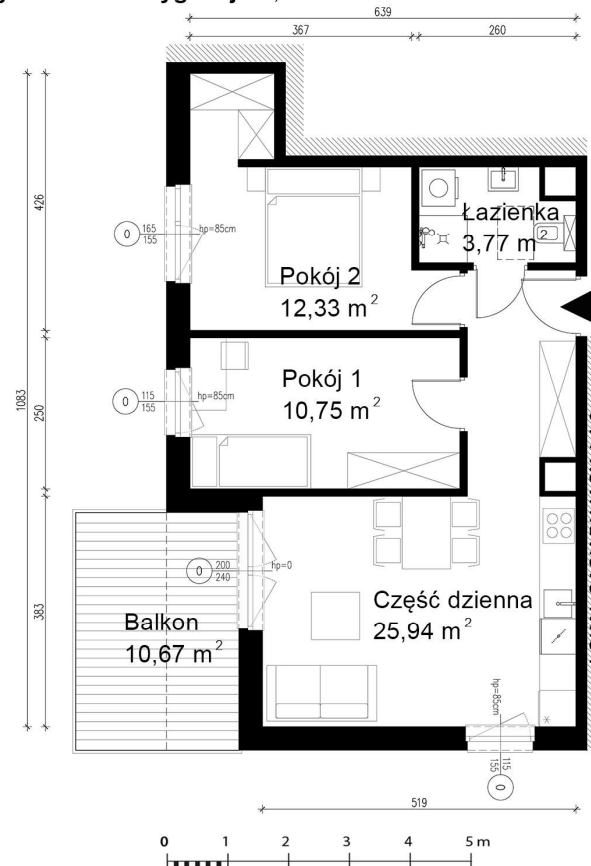 639
367 260
426
1083
250
383
0 165
155
hp=85cm
Łazienka
3,77 m²
Pokój 2
12,33 m²
Pokój 1
10,75 m²
0 115
155
hp=85cm
0 200
240
hp=0
Część dzienna
25,94 m²
Balkon
10,67 m²
hp=85cm
115
155
0
*
519
0 1 2 3 4 5 m